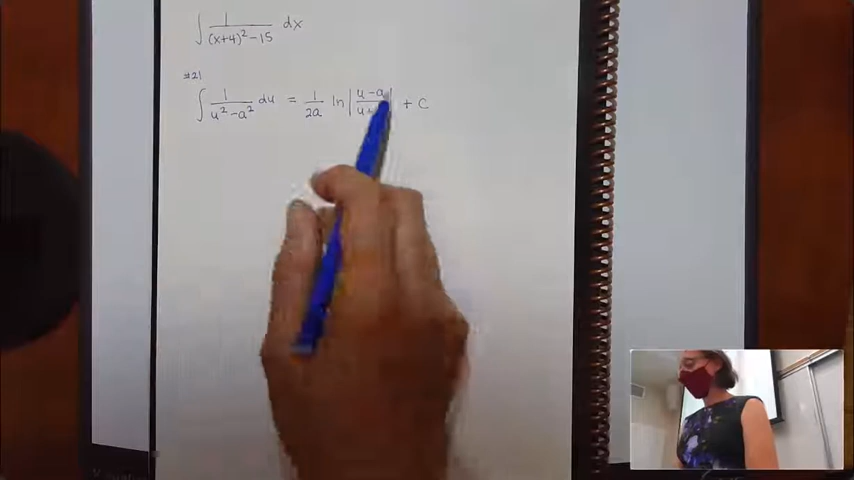 ∫ 1/((x+4)² - 15) dx
#21
∫ 1/(u² - a²) du = 1/(2a) ln |(u - a)/(u +
+ C